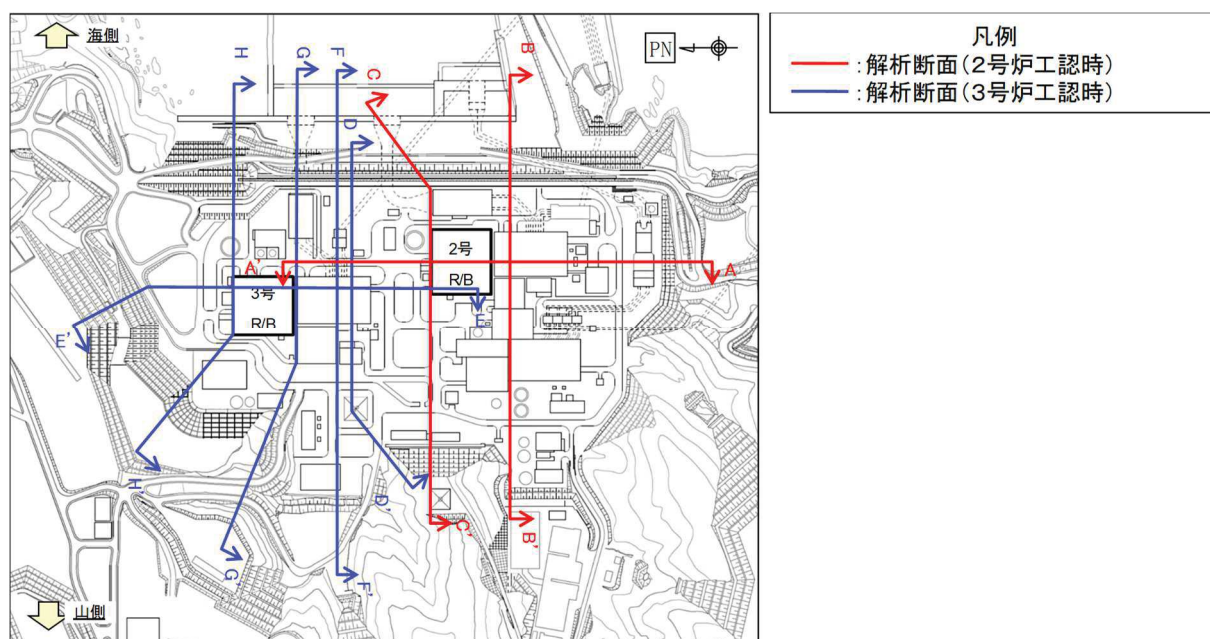 海側
H
G
F
C
B
PN
D
A'
2号
R/B
A
3号
R/B
E
E'
H'
D'
C'
B'
G'
F'
山側
凡例
:解析断面(2号炉工認時)
:解析断面(3号炉工認時)